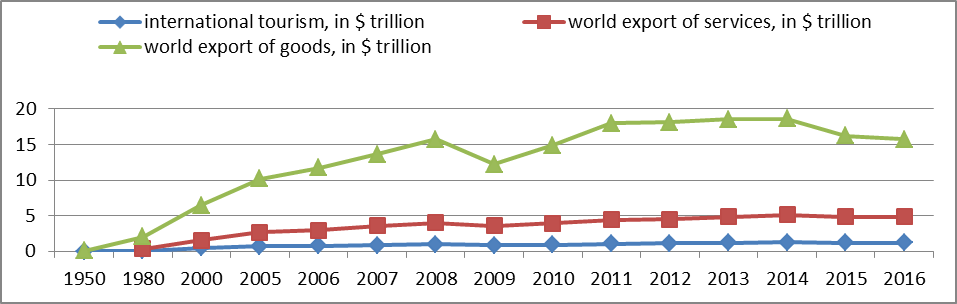 international tourism, in $ trillion world export of services, in $ trillion
world export of goods, in $ trillion
20
15
10
5
0
1950 1980 2000 2005 2006 2007 2008 2009 2010 2011 2012 2013 2014 2015 2016